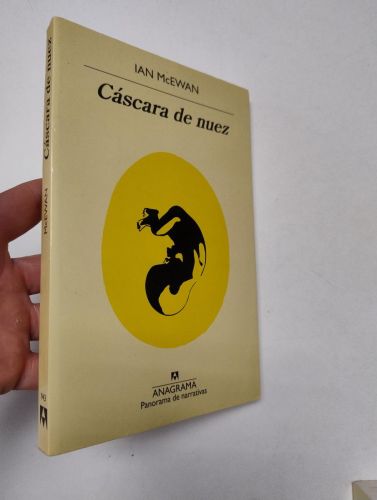 IAN McEWAN
Cáscara de nuez
ANAGRAMA
Panorama de narrativas
Cáscara de nuez
McEWAN